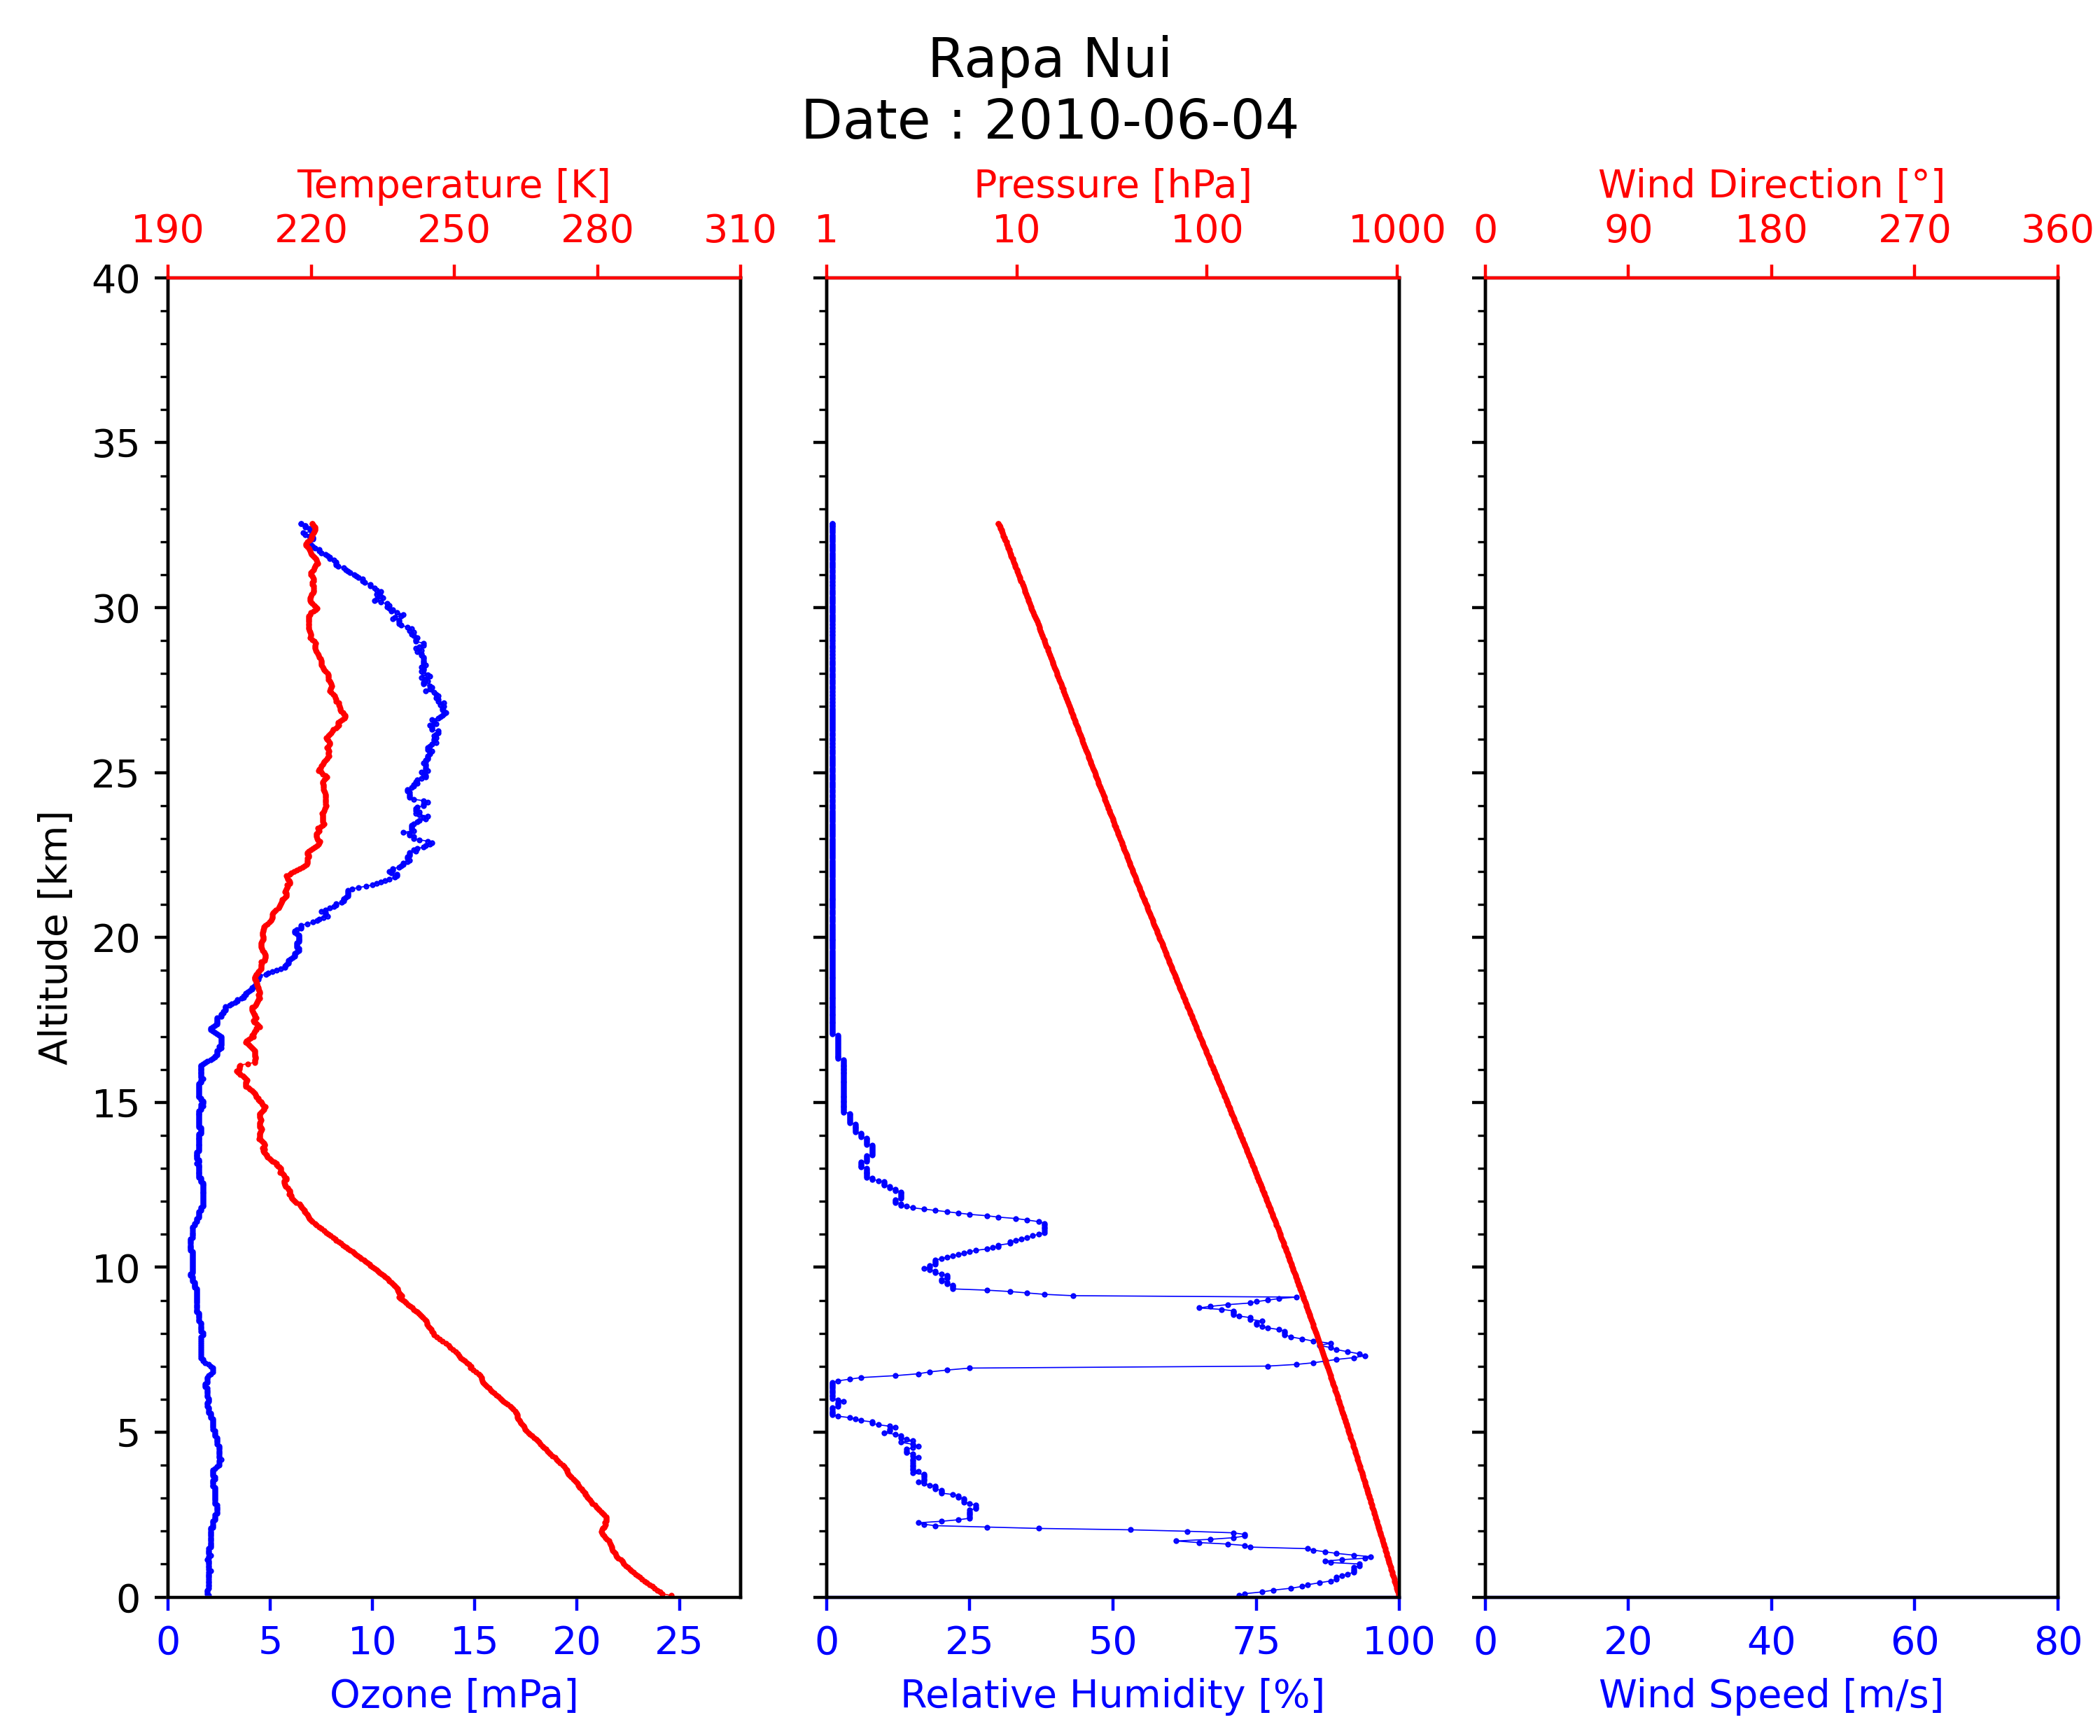 Rapa Nui
Date : 2010-06-04
Temperature [K]
190 220 250 280 310
Pressure [hPa]
1 10 100 1000
Wind Direction [°]
0 90 180 270 360
Altitude [km]
40
35
30
25
20
15
10
5
0
0 5 10 15 20 25
Ozone [mPa]
0 25 50 75 100
Relative Humidity [%]
0 20 40 60 80
Wind Speed [m/s]